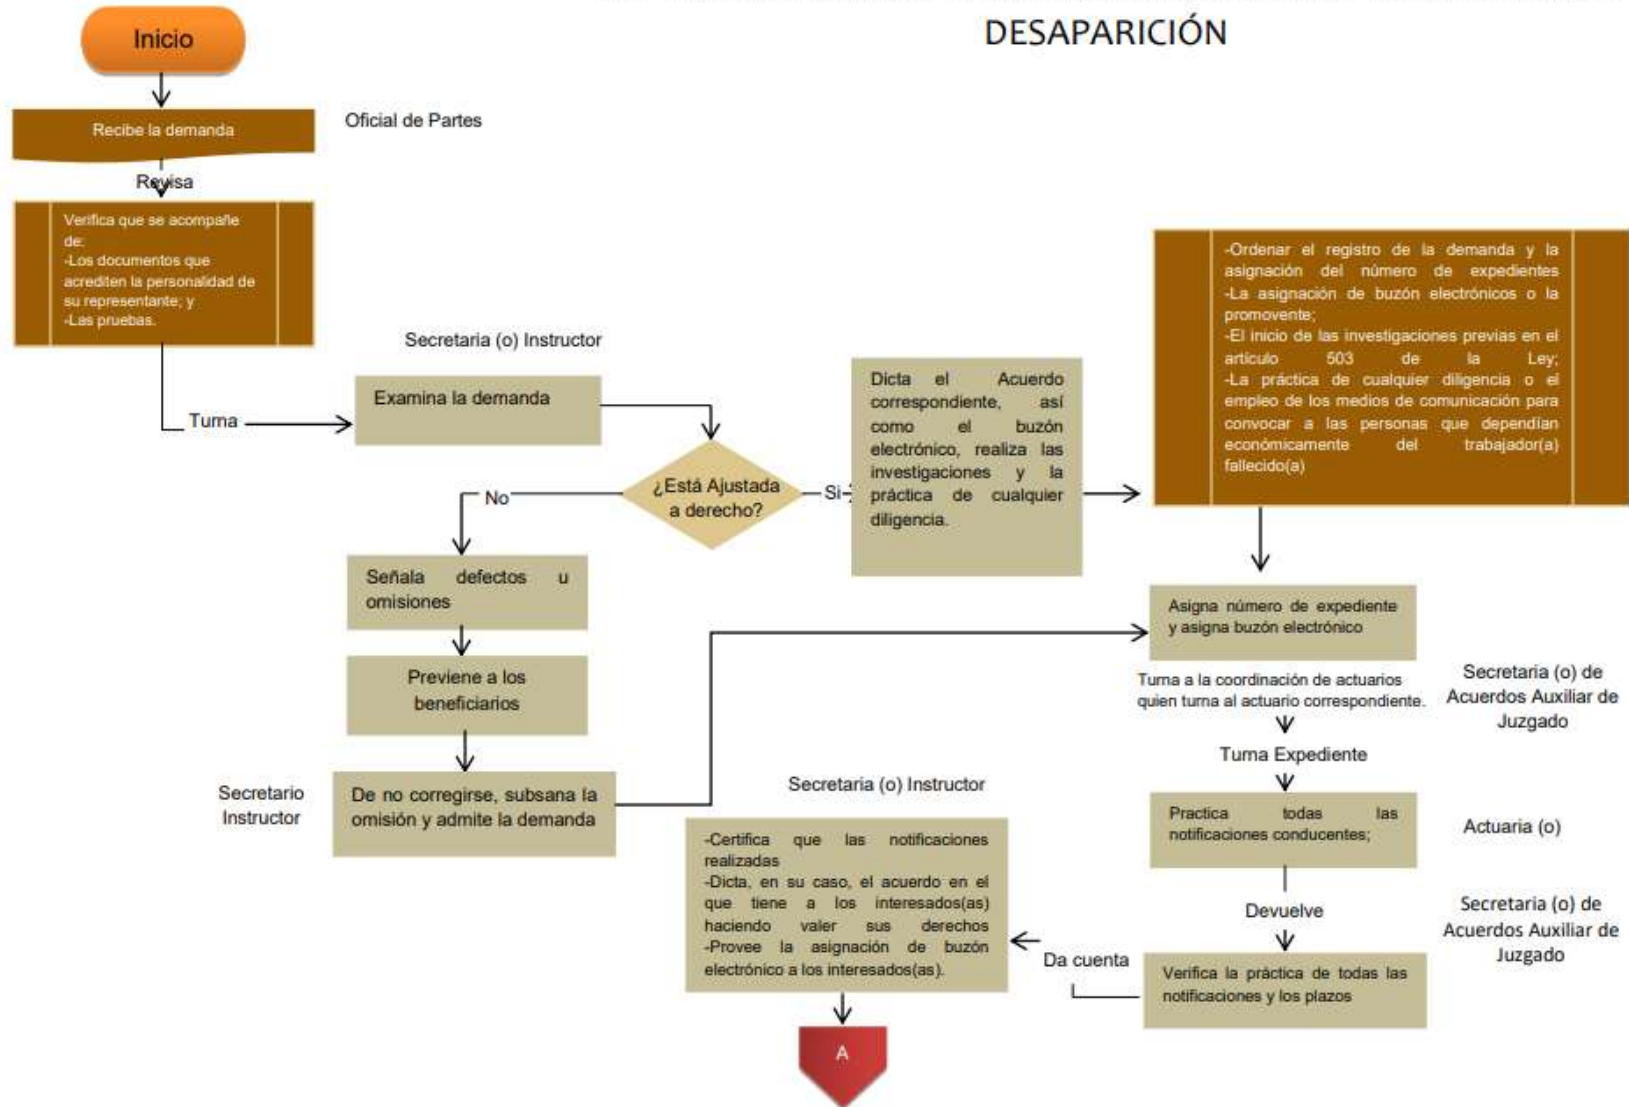 DESAPARICIÓN
Inicio
Recibe la demanda
Oficial de Partes
Revisa
Verifica que se acompañe
de:
-Los documentos que
acrediten la personalidad de
su representante; y
-Las pruebas.
Turna
Secretaria (o) Instructor
Examina la demanda
¿Está Ajustada
a derecho?
No
Si
Dicta el Acuerdo
correspondiente, así
como el buzón
electrónico, realiza las
investigaciones y la
práctica de cualquier
diligencia.
-Ordenar el registro de la demanda y la
asignación del número de expedientes
-La asignación de buzón electrónicos o la
promovente;
-El inicio de las investigaciones previas en el
artículo 503 de la Ley;
-La práctica de cualquier diligencia o el
empleo de los medios de comunicación para
convocar a las personas que dependían
económicamente del trabajador(a)
fallecido(a)
Señala defectos u
omisiones
Previene a los
beneficiarios
Secretario
Instructor
De no corregirse, subsana la
omisión y admite la demanda
Asigna número de expediente
y asigna buzón electrónico
Turna a la coordinación de actuarios
quien turna al actuario correspondiente.
Secretaria (o) de
Acuerdos Auxiliar de
Juzgado
Turna Expediente
Practica todas las
notificaciones conducentes;
Actuaria (o)
Devuelve
Secretaria (o) de
Acuerdos Auxiliar de
Juzgado
Verifica la práctica de todas las
notificaciones y los plazos
Da cuenta
Secretaria (o) Instructor
-Certifica que las notificaciones
realizadas
-Dicta, en su caso, el acuerdo en el
que tiene a los interesados(as)
haciendo valer sus derechos
-Provee la asignación de buzón
electrónico a los interesados(as).
A